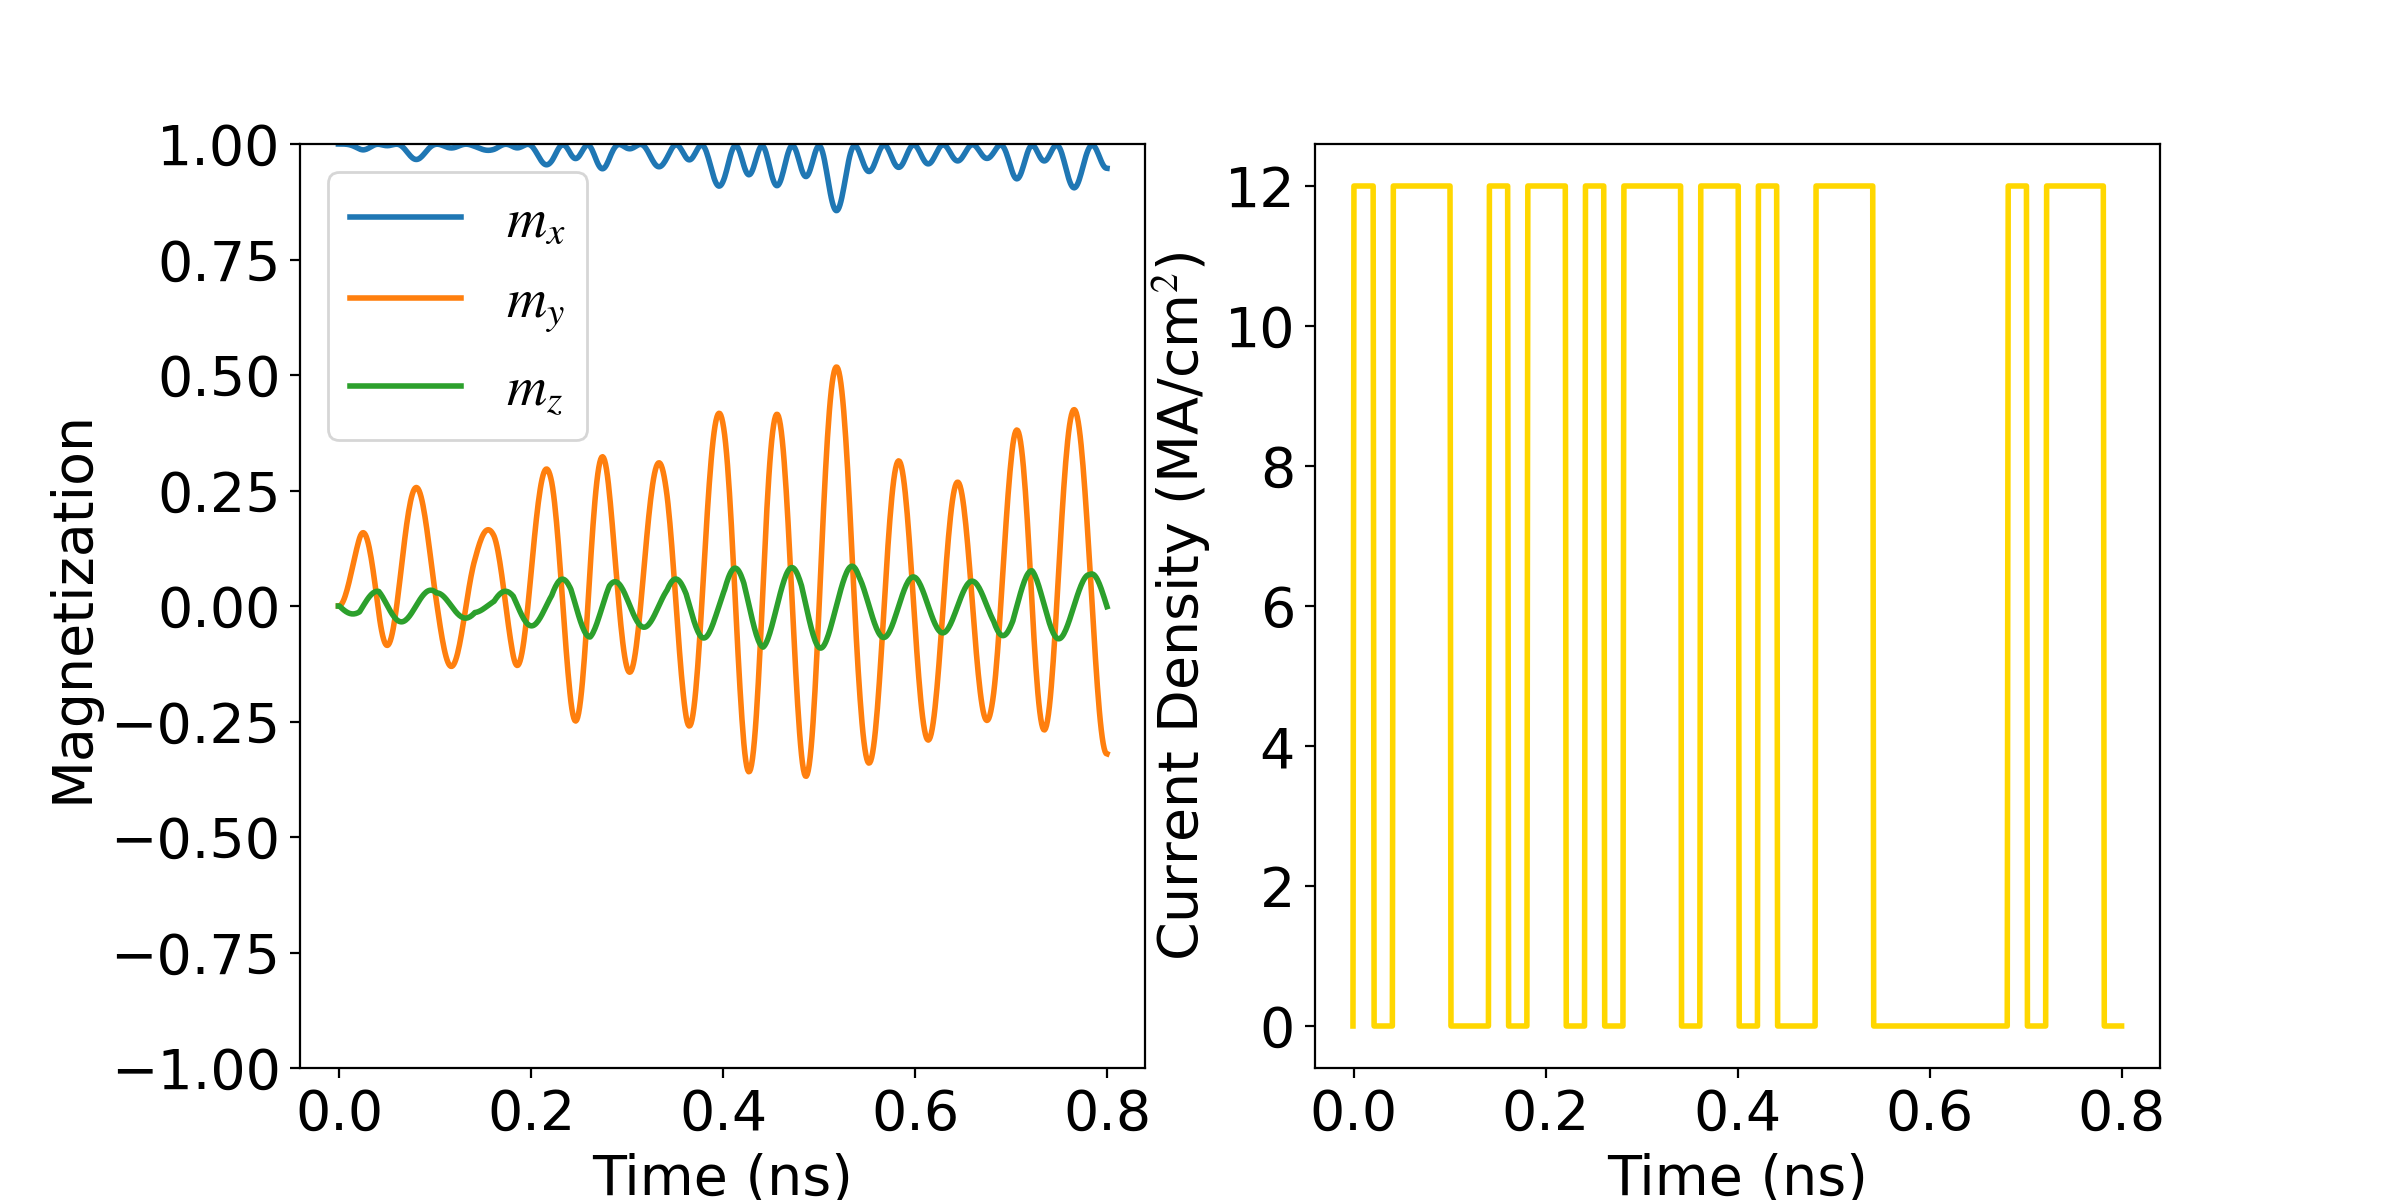 1.00
0.75
0.50
0.25
0.00
−0.25
−0.50
−0.75
−1.00
Magnetization
m_x
m_y
m_z
0.0 0.2 0.4 0.6 0.8
Time (ns)
12
10
8
6
4
2
0
Current Density (MA/cm²)
0.0 0.2 0.4 0.6 0.8
Time (ns)